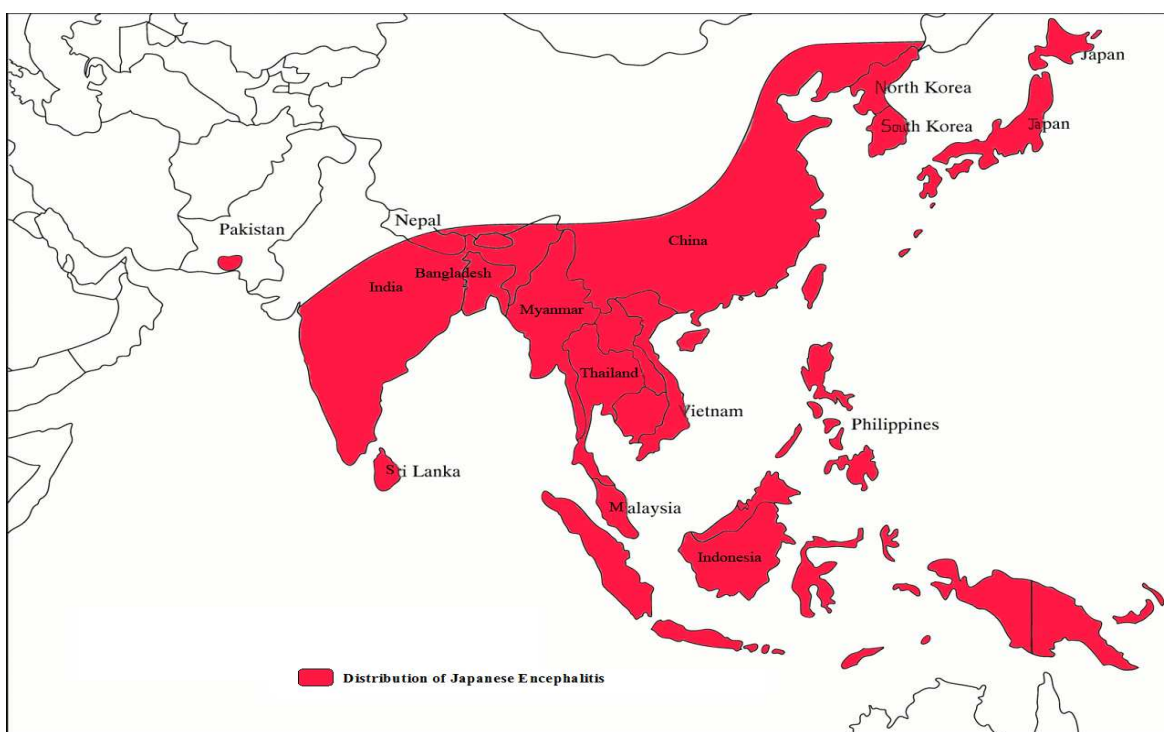 Japan
North Korea
South Korea
Japan
Nepal
Pakistan
China
Bangladesh
India
Myanmar
Thailand
Vietnam
Philippines
Sri Lanka
Malaysia
Indonesia
Distribution of Japanese Encephalitis